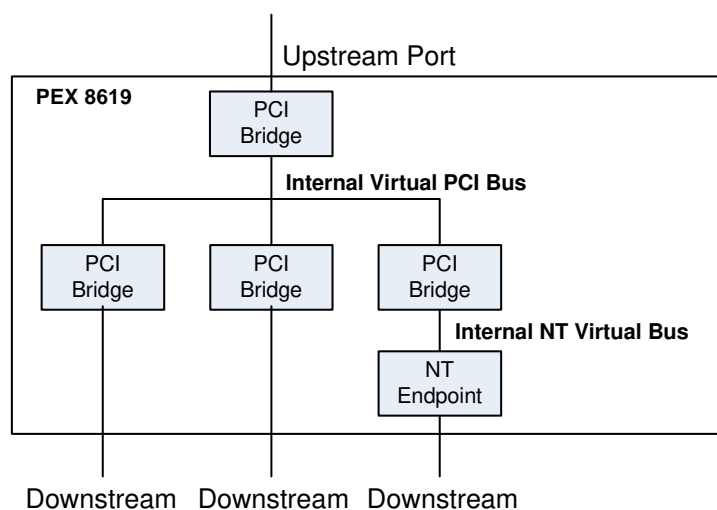 Upstream Port
PEX 8619
PCI
Bridge
Internal Virtual PCI Bus
PCI
Bridge
PCI
Bridge
PCI
Bridge
Internal NT Virtual Bus
NT
Endpoint
Downstream
Downstream
Downstream